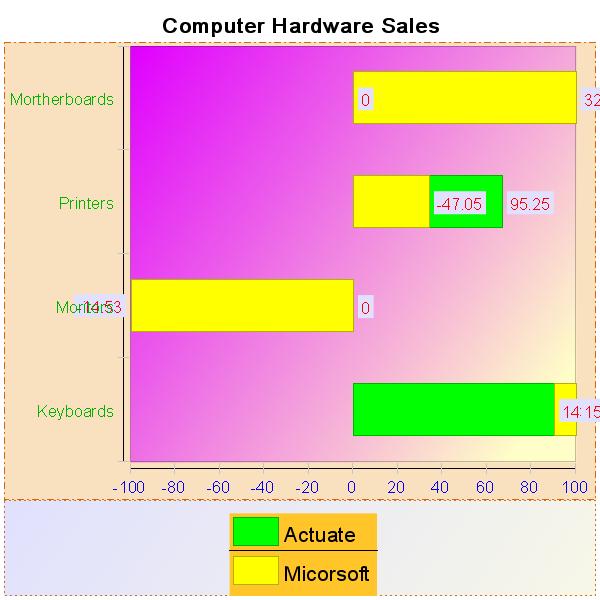 Computer Hardware Sales
Mortherboards
0
32
Printers
-47.05
95.25
-14.53
0
Keyboards
-100 -80 -60 -40 -20 0 20 40 60 80 100
Actuate
Micorsoft